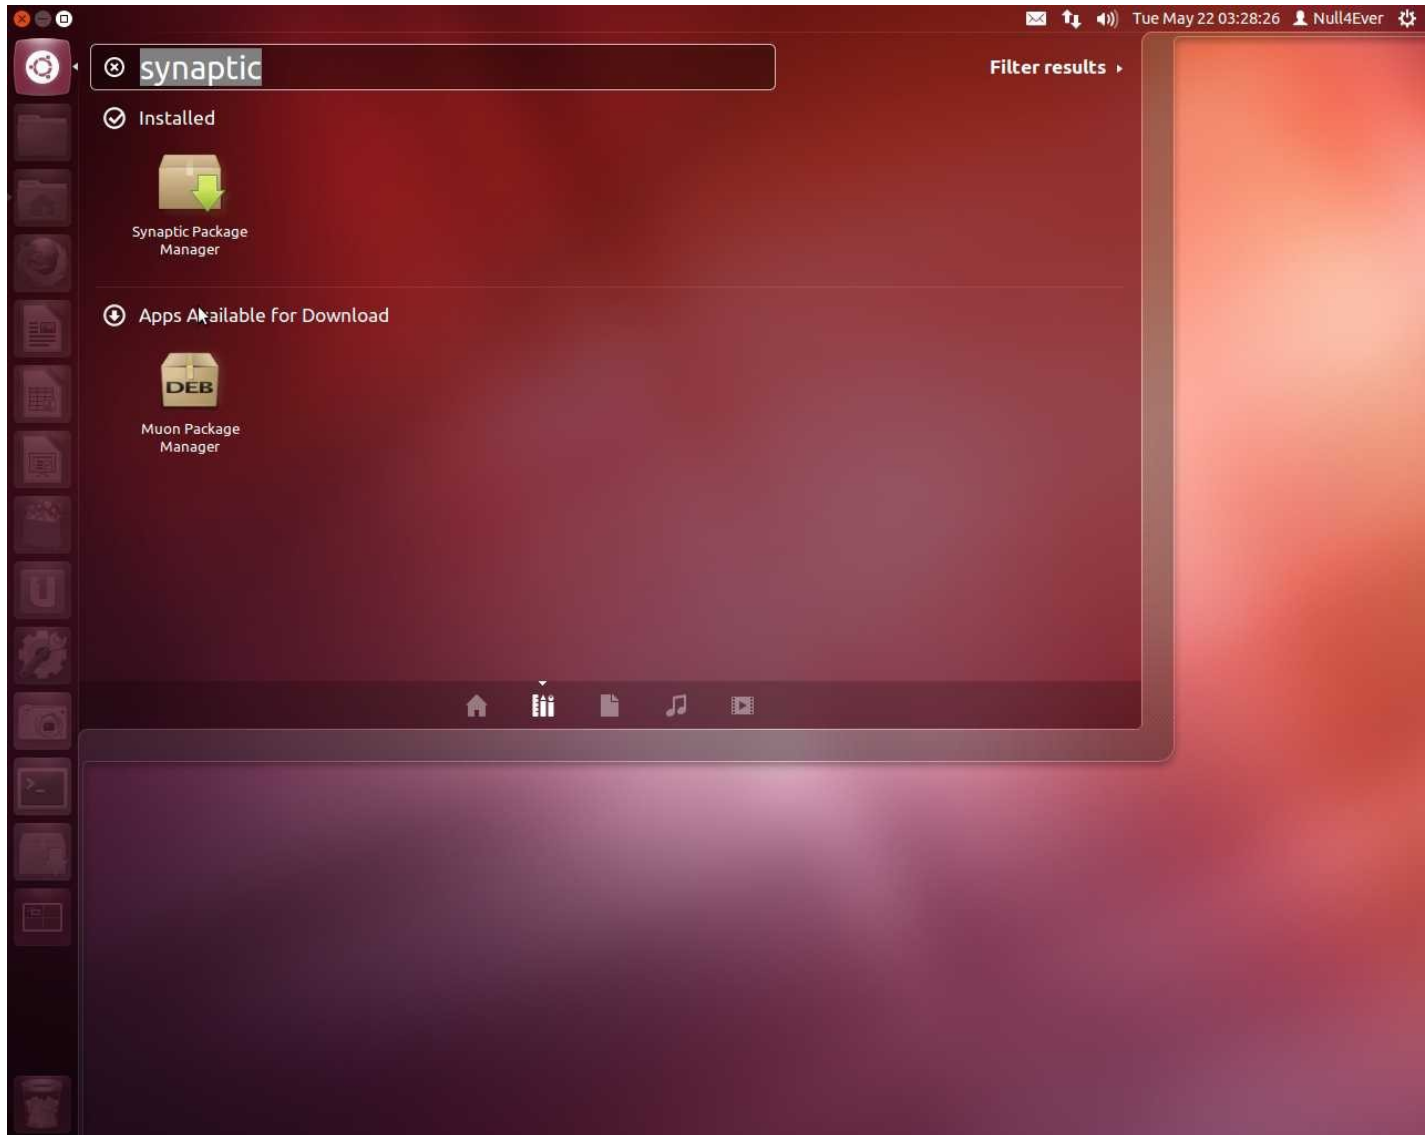 Tue May 22 03:28:26 Null4Ever
synaptic
Filter results
Installed
Synaptic Package
Manager
Apps Available for Download
DEB
Muon Package
Manager
U
>_